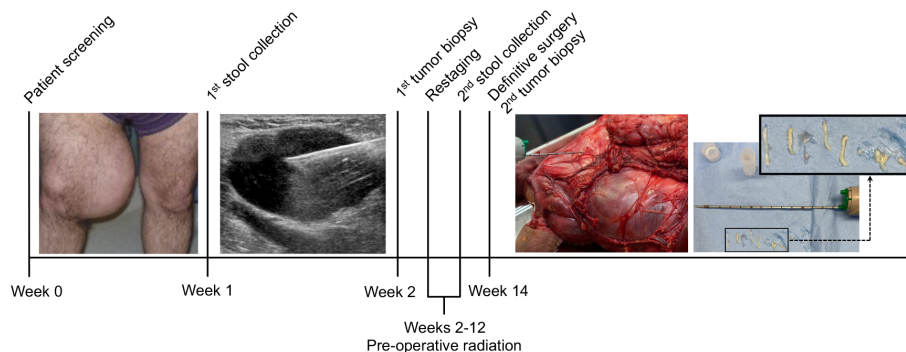 Patient screening
1st stool collection
1st tumor biopsy
Restaging
2nd stool collection
Definitive surgery
2nd tumor biopsy
Week 0
Week 1
Week 2
Week 14
Weeks 2-12
Pre-operative radiation